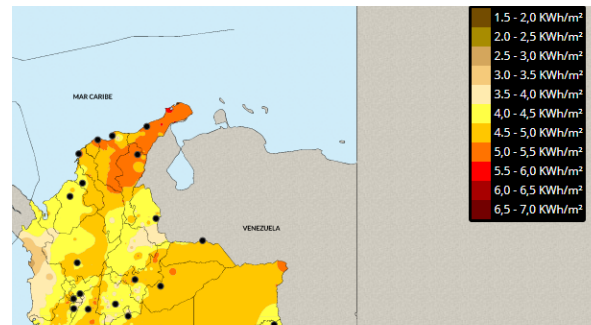 1.5 - 2,0 KWh/m²
2.0 - 2,5 KWh/m²
2.5 - 3,0 KWh/m²
3.0 - 3.5 KWh/m²
3.5 - 4,0 KWh/m²
4,0 - 4,5 KWh/m²
4.5 - 5,0 KWh/m²
5,0 - 5,5 KWh/m²
5.5 - 6,0 KWh/m²
6,0 - 6,5 KWh/m²
6,5 - 7,0 KWh/m²
MAR CARIBE
VENEZUELA